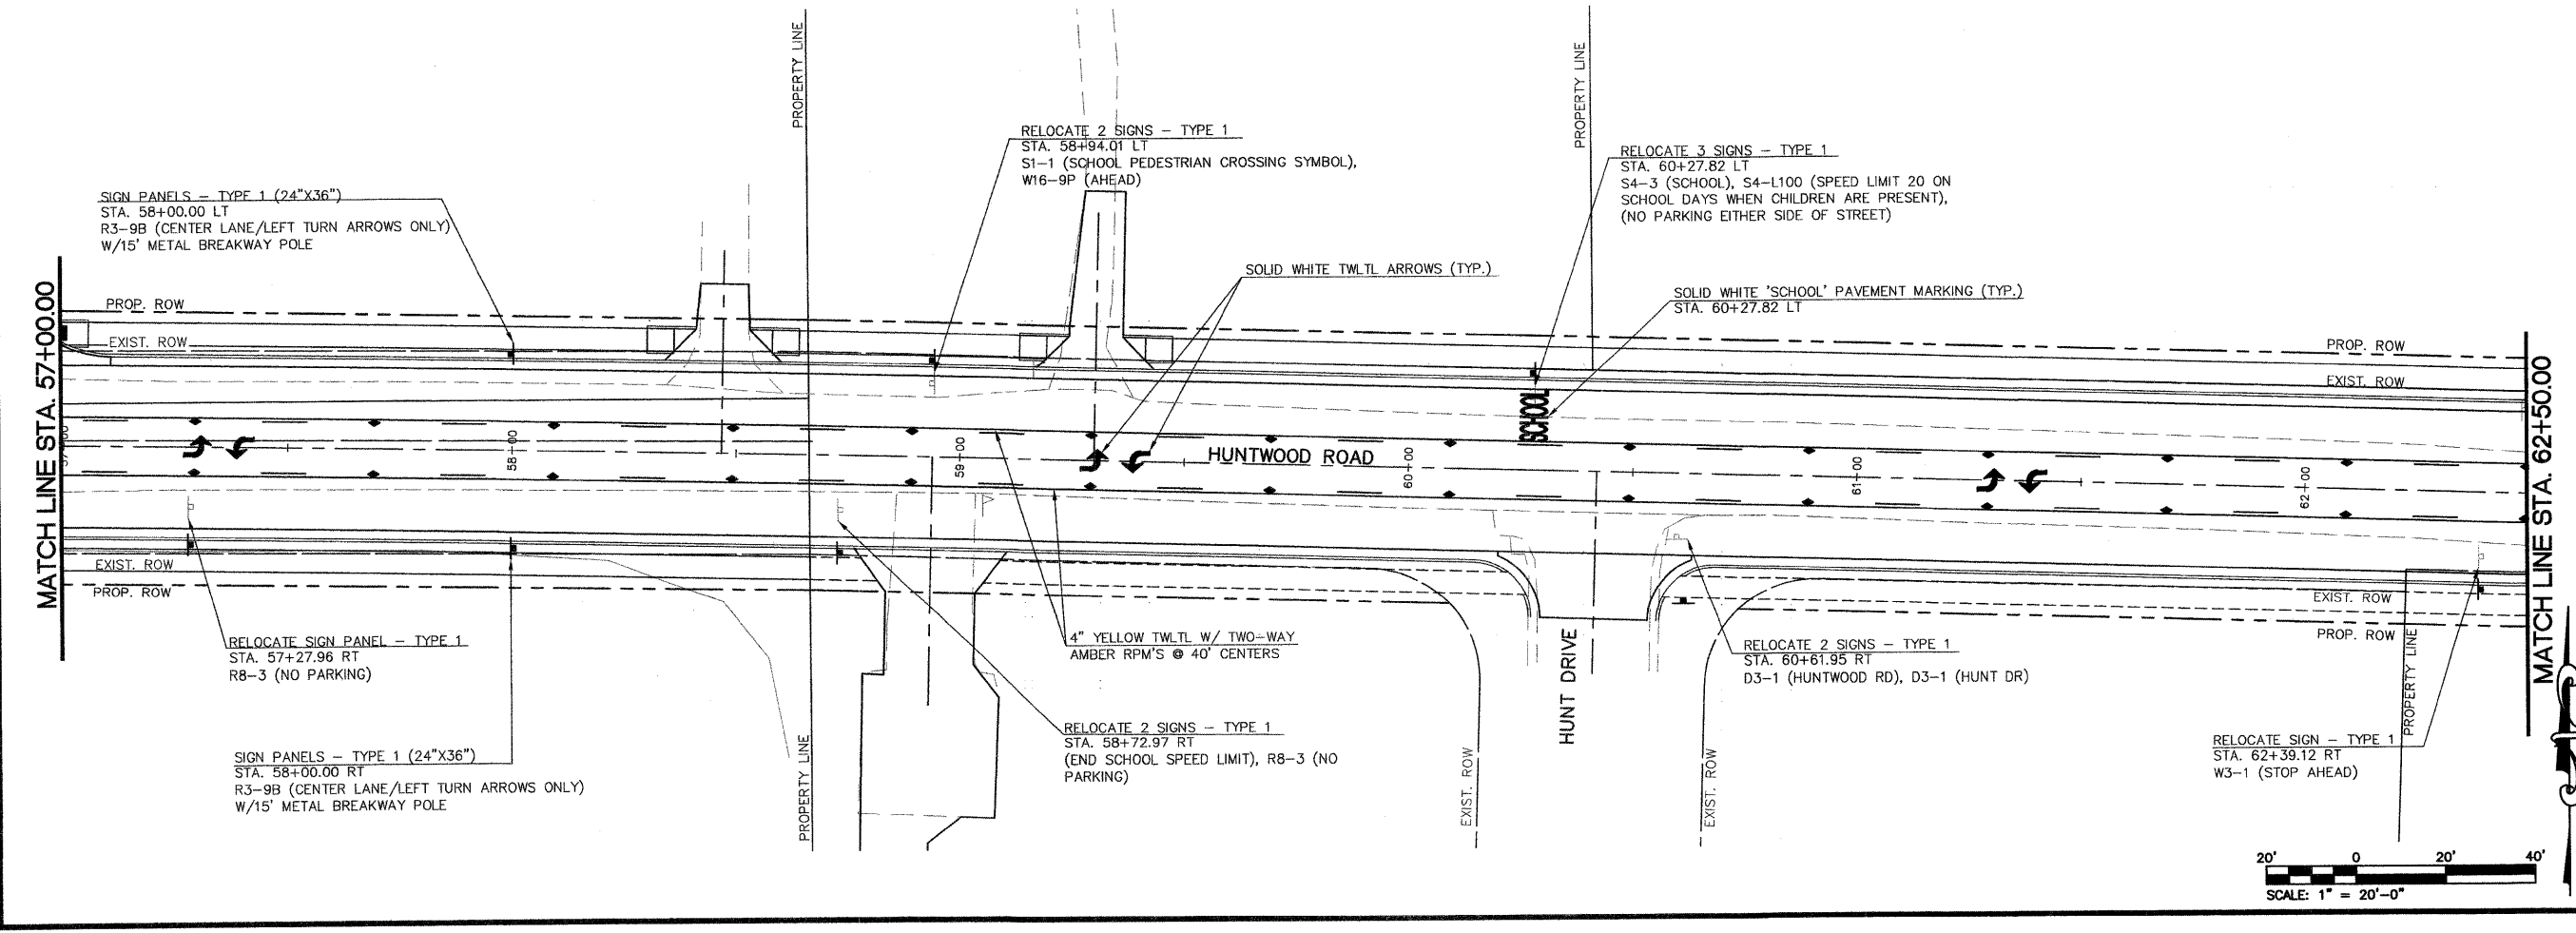 PROPERTY LINE
PROPERTY LINE
RELOCATE 2 SIGNS – TYPE 1
STA. 58+94.01 LT
S1–1 (SCHOOL PEDESTRIAN CROSSING SYMBOL),
W16–9P (AHEAD)
RELOCATE 3 SIGNS – TYPE 1
STA. 60+27.82 LT
S4–3 (SCHOOL), S4–L100 (SPEED LIMIT 20 ON
SCHOOL DAYS WHEN CHILDREN ARE PRESENT),
(NO PARKING EITHER SIDE OF STREET)
SIGN PANELS – TYPE 1 (24"X36")
STA. 58+00.00 LT
R3–9B (CENTER LANE/LEFT TURN ARROWS ONLY)
W/15' METAL BREAKWAY POLE
SOLID WHITE TWLTL ARROWS (TYP.)
SOLID WHITE 'SCHOOL' PAVEMENT MARKING (TYP.)
STA. 60+27.82 LT
MATCH LINE STA. 57+00.00
PROP. ROW
EXIST. ROW
PROP. ROW
EXIST. ROW
MATCH LINE STA. 62+50.00
SCHOOL
58+00
59+00
HUNTWOOD ROAD
60+00
61+00
62+00
EXIST. ROW
PROP. ROW
EXIST. ROW
PROP. ROW
RELOCATE SIGN PANEL – TYPE 1
STA. 57+27.96 RT
R8–3 (NO PARKING)
4" YELLOW TWLTL W/ TWO–WAY
AMBER RPM'S @ 40' CENTERS
HUNT DRIVE
RELOCATE 2 SIGNS – TYPE 1
STA. 60+61.95 RT
D3–1 (HUNTWOOD RD), D3–1 (HUNT DR)
PROPERTY LINE
SIGN PANELS – TYPE 1 (24"X36")
STA. 58+00.00 RT
R3–9B (CENTER LANE/LEFT TURN ARROWS ONLY)
W/15' METAL BREAKWAY POLE
PROPERTY LINE
RELOCATE 2 SIGNS – TYPE 1
STA. 58+72.97 RT
(END SCHOOL SPEED LIMIT), R8–3 (NO
PARKING)
EXIST. ROW
EXIST. ROW
RELOCATE SIGN – TYPE 1
STA. 62+39.12 RT
W3–1 (STOP AHEAD)
20' 0 20' 40'
SCALE: 1" = 20'–0"